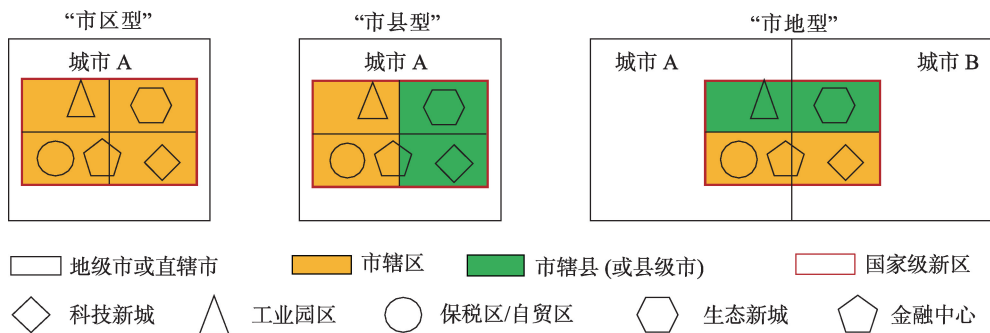 “市区型” “市县型” “市地型”
城市 A 城市 A 城市 A 城市 B
地级市或直辖市 市辖区 市辖县 (或县级市) 国家级新区
科技新城 工业园区 保税区/自贸区 生态新城 金融中心